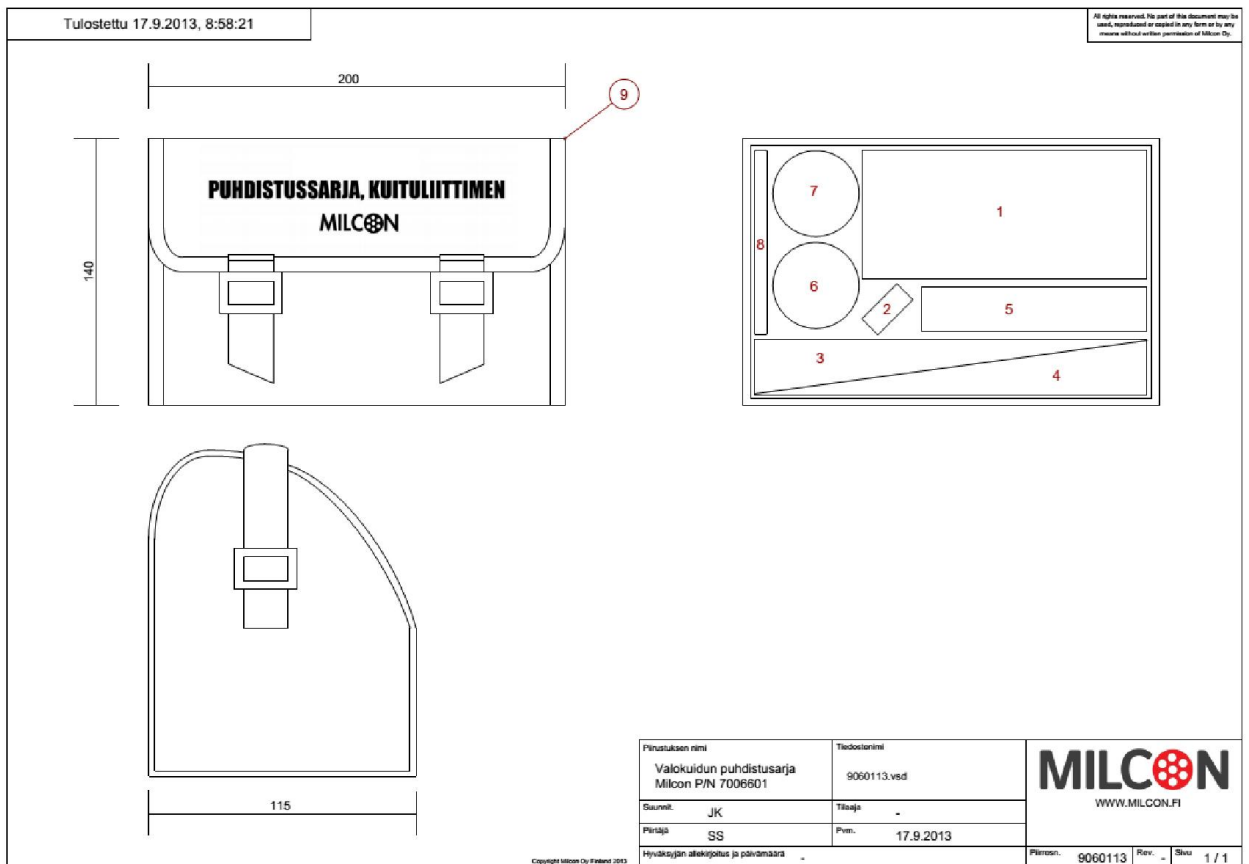 Tulostettu 17.9.2013, 8:58:21
All rights reserved. No part of this document may be
used, reproduced or copied in any form or by any
means without written permission of Milcon Oy.
200
9
140
PUHDISTUSSARJA, KUITULIITTIMEN
MILCON
7
1
8
6
2
5
3
4
115
Piirustuksen nimi
Valokuidun puhdistusarja
Milcon P/N 7006601
Tiedostonimi
9060113.vsd
Suunnit.
JK
Tilaaja
-
Piirtäjä
SS
Pvm.
17.9.2013
Hyväksyjän allekirjoitus ja päivämäärä
-
MILCON
WWW.MILCON.FI
Piirrosn.
9060113
Rev.
-
Sivu
1 / 1
Copyright Milcon Oy Finland 2013